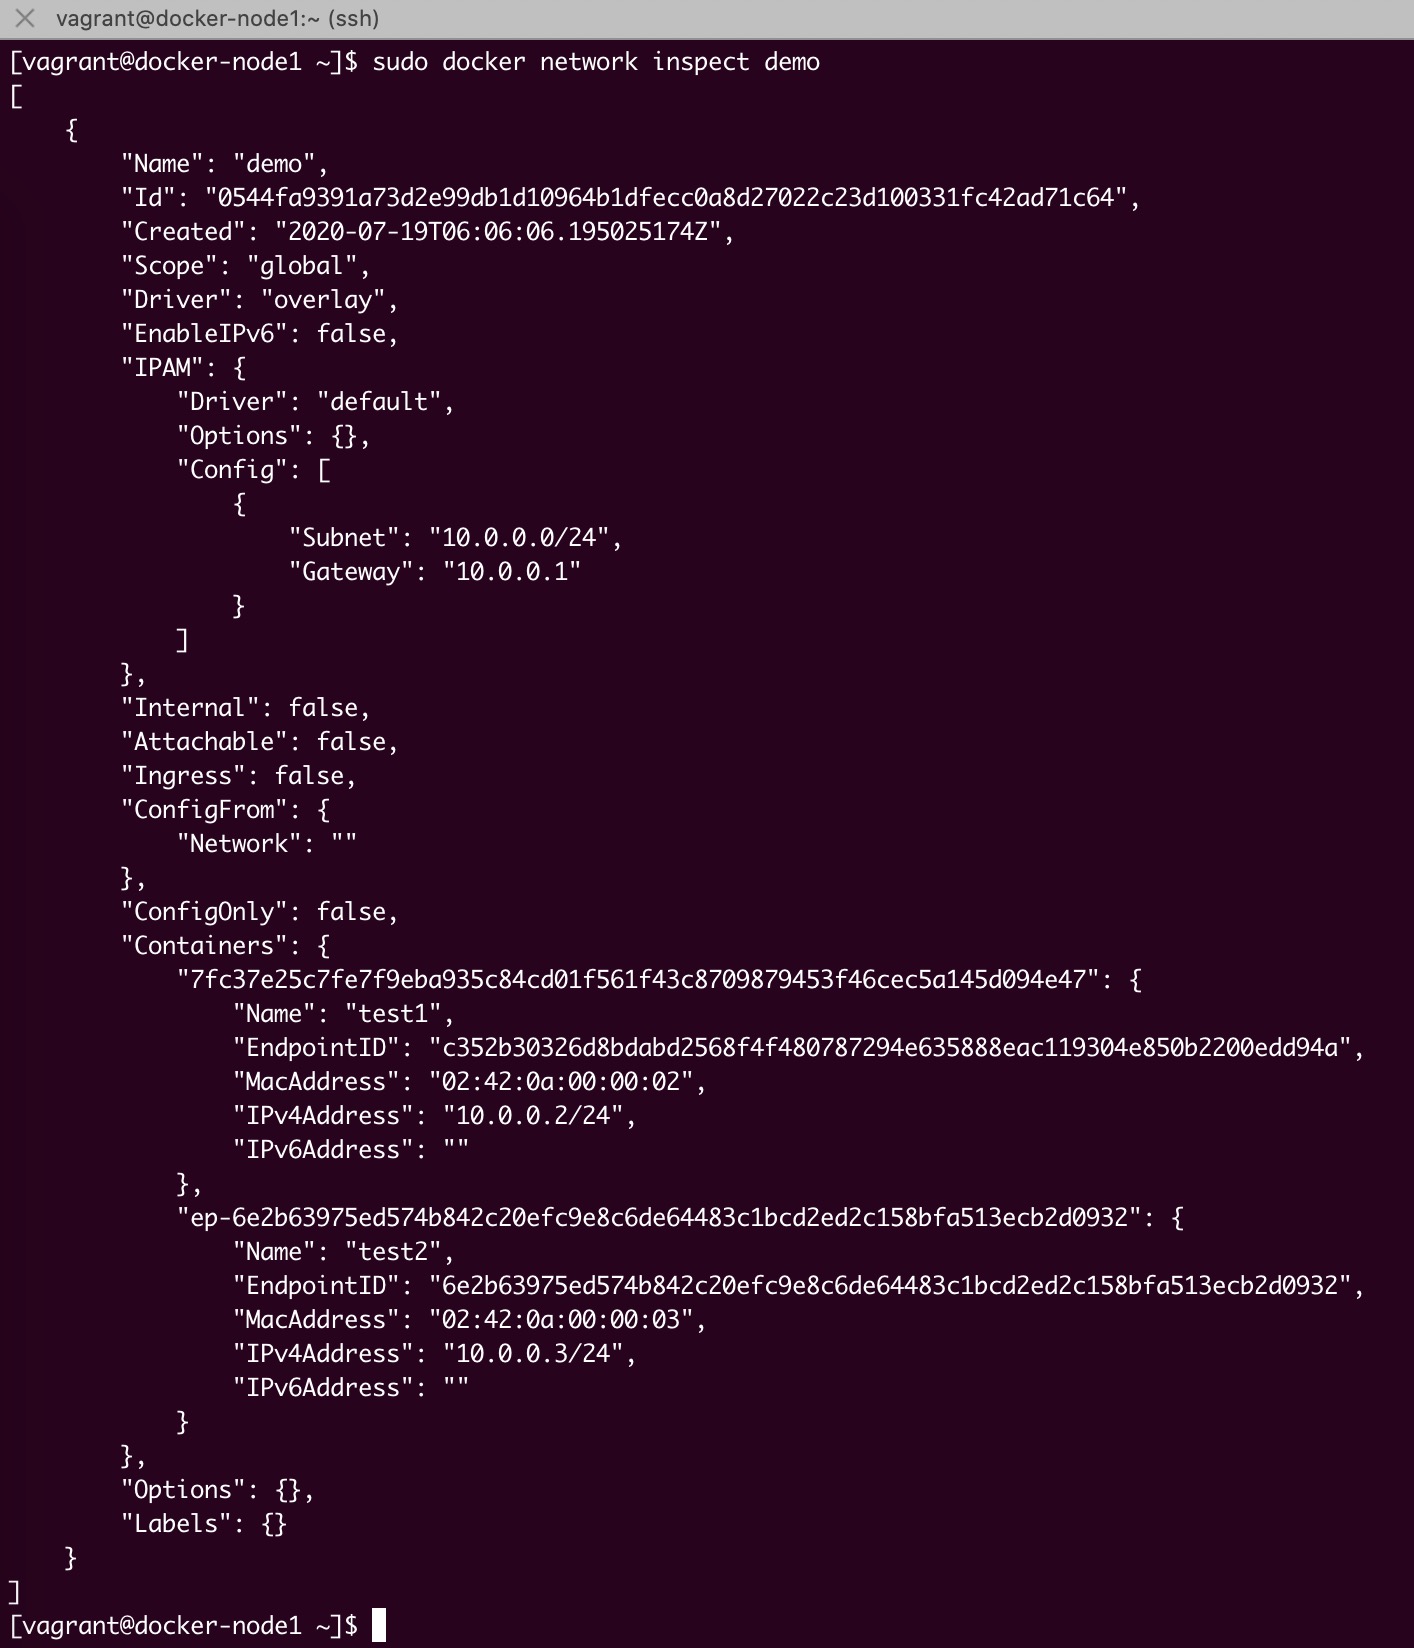 vagrant@docker-node1:~ (ssh)
[vagrant@docker-node1 ~]$ sudo docker network inspect demo
[
    {
        "Name": "demo",
        "Id": "0544fa9391a73d2e99db1d10964b1dfecc0a8d27022c23d100331fc42ad71c64",
        "Created": "2020-07-19T06:06:06.195025174Z",
        "Scope": "global",
        "Driver": "overlay",
        "EnableIPv6": false,
        "IPAM": {
            "Driver": "default",
            "Options": {},
            "Config": [
                {
                    "Subnet": "10.0.0.0/24",
                    "Gateway": "10.0.0.1"
                }
            ]
        },
        "Internal": false,
        "Attachable": false,
        "Ingress": false,
        "ConfigFrom": {
            "Network": ""
        },
        "ConfigOnly": false,
        "Containers": {
            "7fc37e25c7fe7f9eba935c84cd01f561f43c8709879453f46cec5a145d094e47": {
                "Name": "test1",
                "EndpointID": "c352b30326d8bdabd2568f4f480787294e635888eac119304e850b2200edd94a",
                "MacAddress": "02:42:0a:00:00:02",
                "IPv4Address": "10.0.0.2/24",
                "IPv6Address": ""
            },
            "ep-6e2b63975ed574b842c20efc9e8c6de64483c1bcd2ed2c158bfa513ecb2d0932": {
                "Name": "test2",
                "EndpointID": "6e2b63975ed574b842c20efc9e8c6de64483c1bcd2ed2c158bfa513ecb2d0932",
                "MacAddress": "02:42:0a:00:00:03",
                "IPv4Address": "10.0.0.3/24",
                "IPv6Address": ""
            }
        },
        "Options": {},
        "Labels": {}
    }
]
[vagrant@docker-node1 ~]$